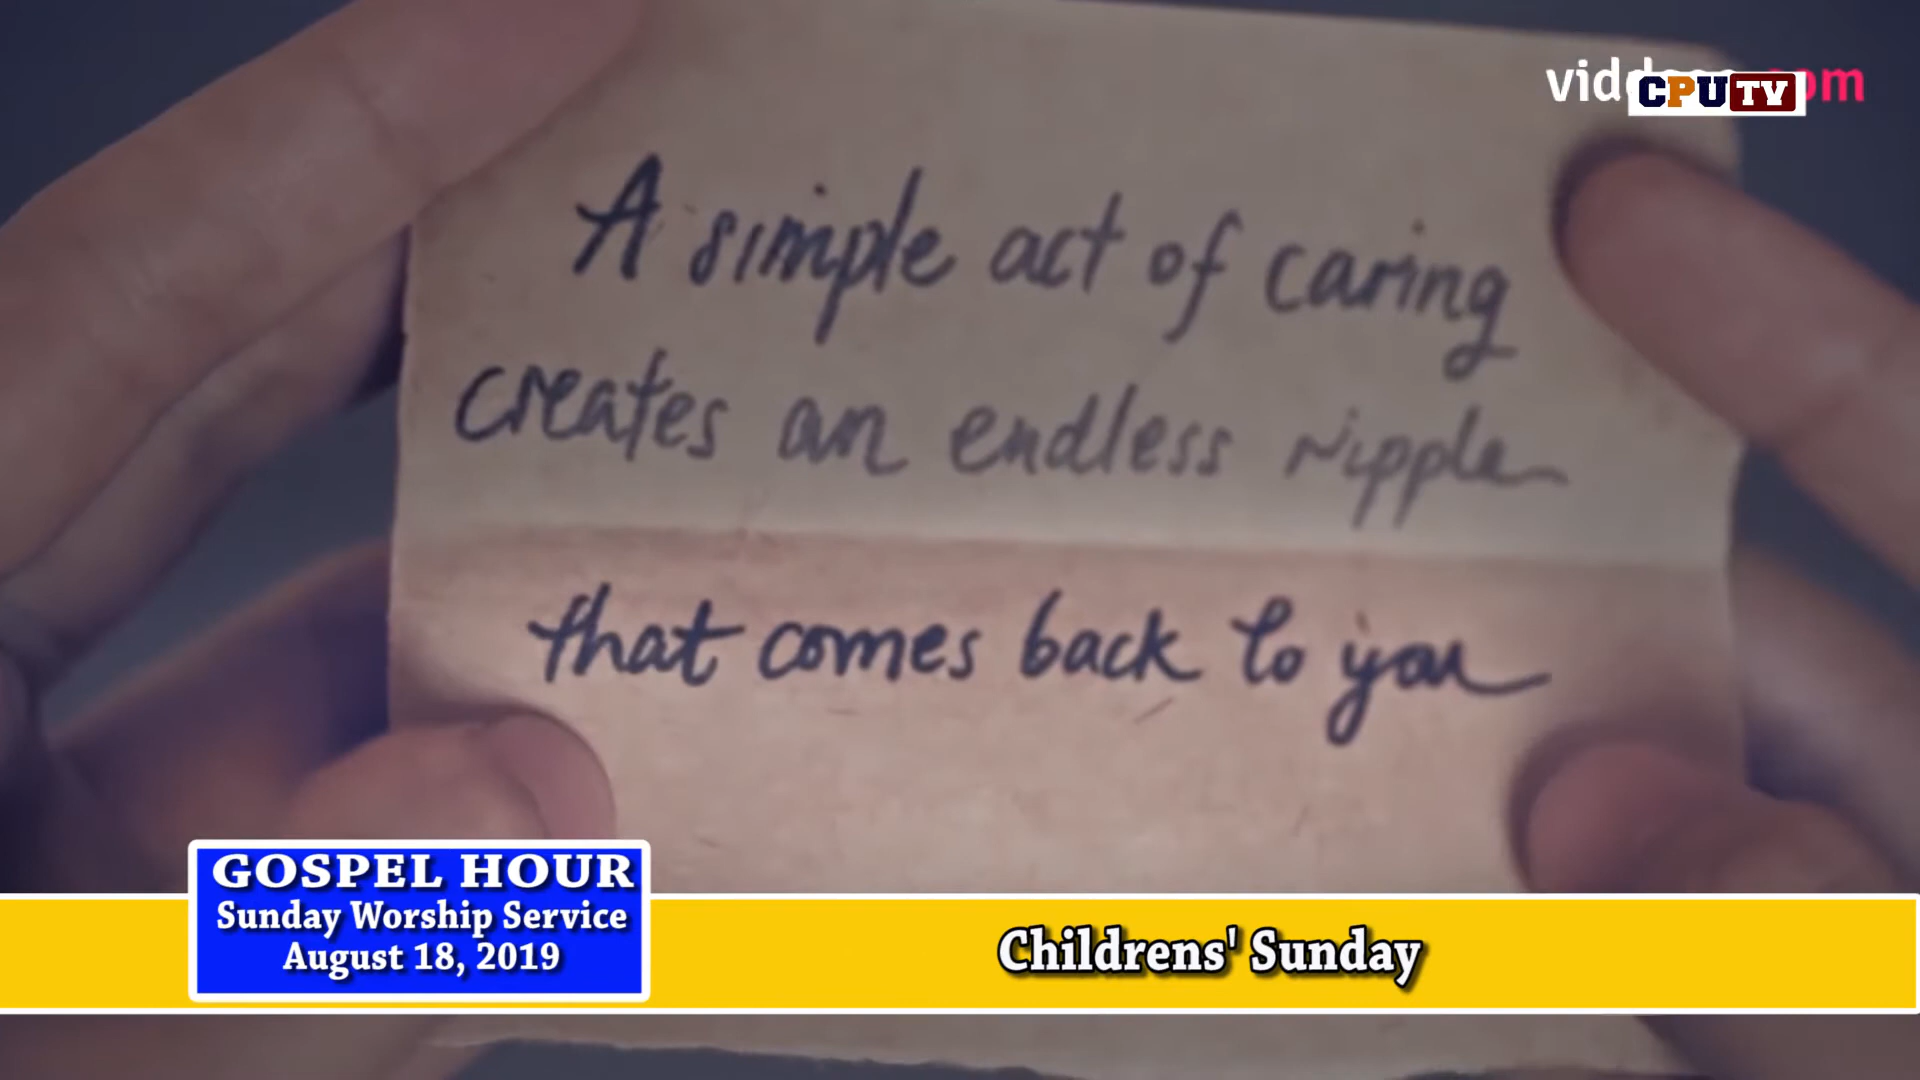 CPUTV
A simple act of caring
creates an endless ripple
that comes back to you
GOSPEL HOUR
Sunday Worship Service
August 18, 2019
Childrens' Sunday